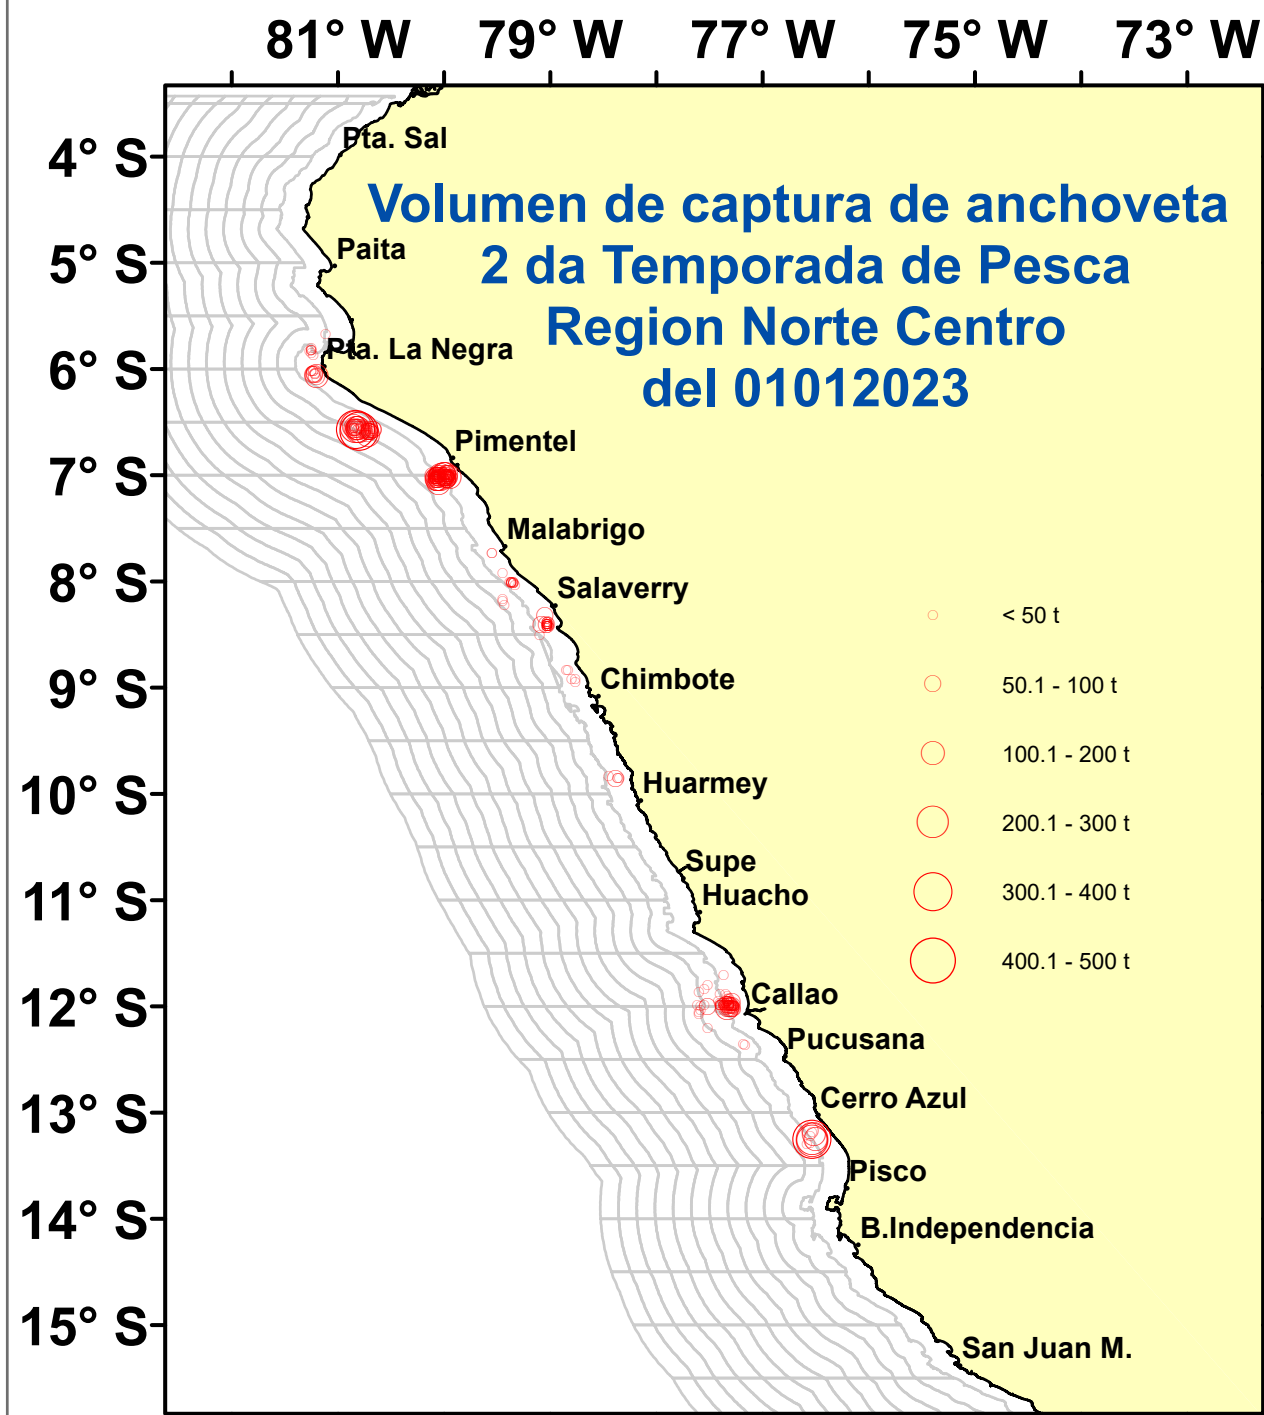 81° W 79° W 77° W 75° W 73° W
4° S
5° S
6° S
7° S
8° S
9° S
10° S
11° S
12° S
13° S
14° S
15° S
Volumen de captura de anchoveta
2 da Temporada de Pesca
Region Norte Centro
del 01012023
Pta. Sal
Paita
Pta. La Negra
Pimentel
Malabrigo
Salaverry
Chimbote
Huarmey
Supe
Huacho
Callao
Pucusana
Cerro Azul
Pisco
B.Independencia
San Juan M.
< 50 t
50.1 - 100 t
100.1 - 200 t
200.1 - 300 t
300.1 - 400 t
400.1 - 500 t